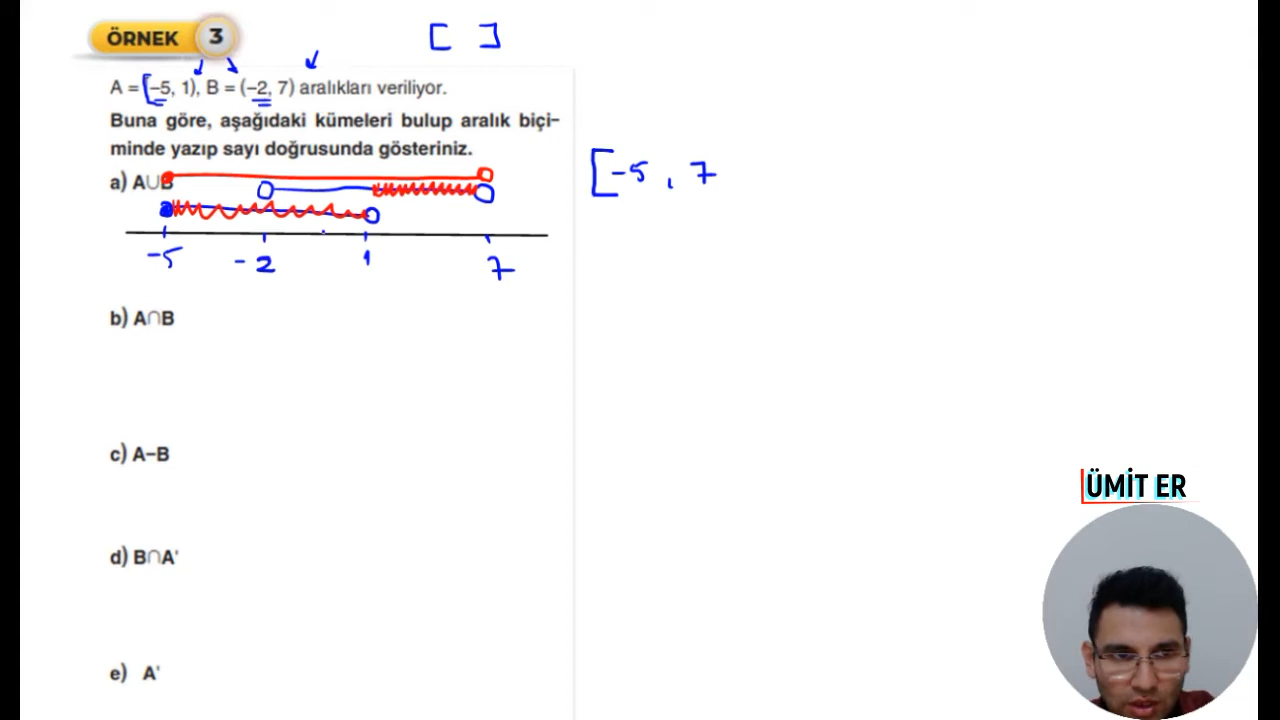 ÖRNEK 3
[ ]
A = [–5, 1), B = (–2, 7) aralıkları veriliyor.
Buna göre, aşağıdaki kümeleri bulup aralık biçi-
minde yazıp sayı doğrusunda gösteriniz.
[-5, 7
a) A∪B
-5 -2 1 7
b) A∩B
c) A–B
ÜMİT ER
d) B∩A'
e) A'